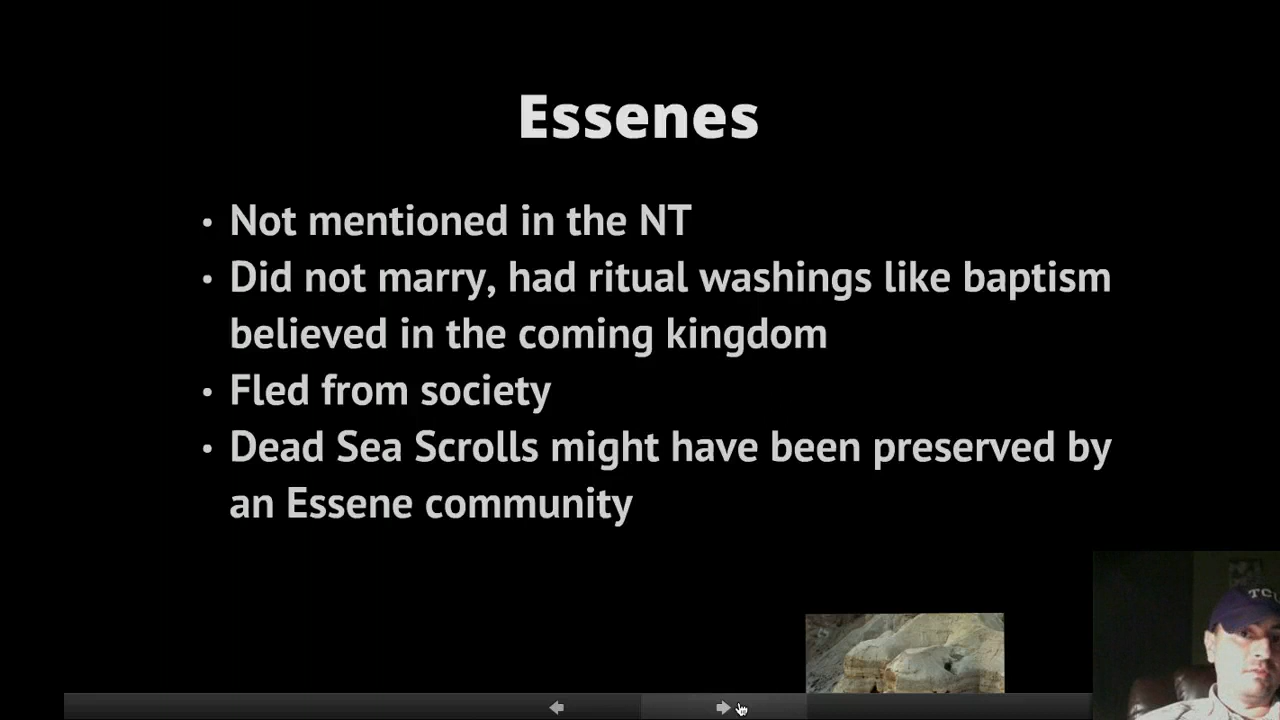 Essenes
• Not mentioned in the NT
• Did not marry, had ritual washings like baptism
believed in the coming kingdom
• Fled from society
• Dead Sea Scrolls might have been preserved by
an Essene community